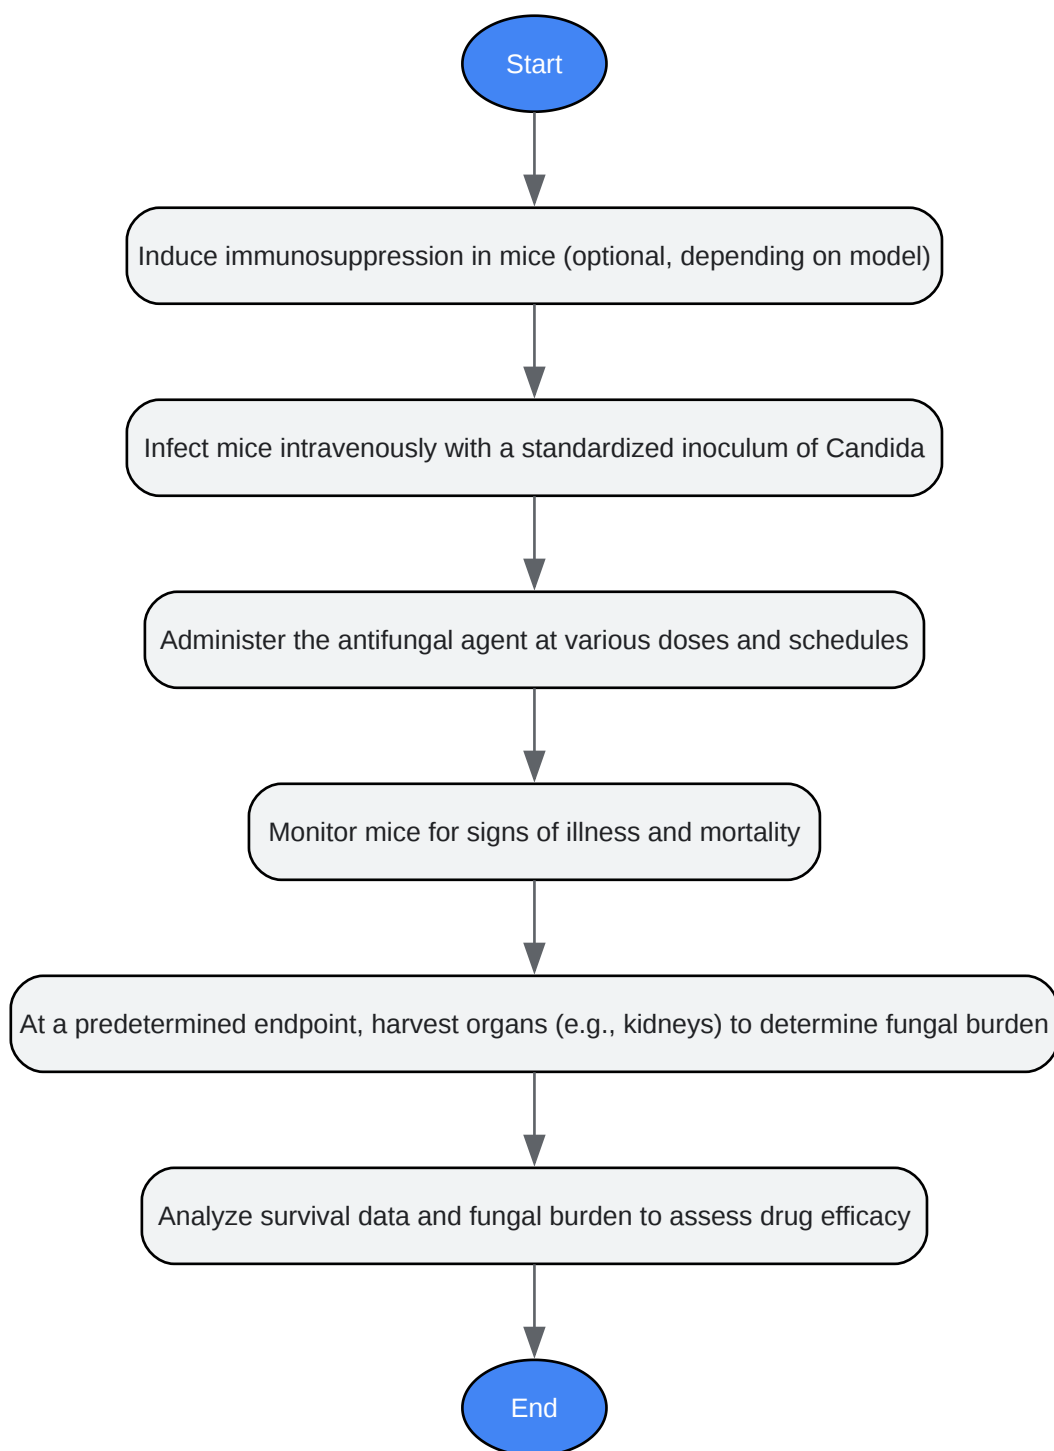 Start
Induce immunosuppression in mice (optional, depending on model)
Infect mice intravenously with a standardized inoculum of Candida
Administer the antifungal agent at various doses and schedules
Monitor mice for signs of illness and mortality
At a predetermined endpoint, harvest organs (e.g., kidneys) to determine fungal burden
Analyze survival data and fungal burden to assess drug efficacy
End